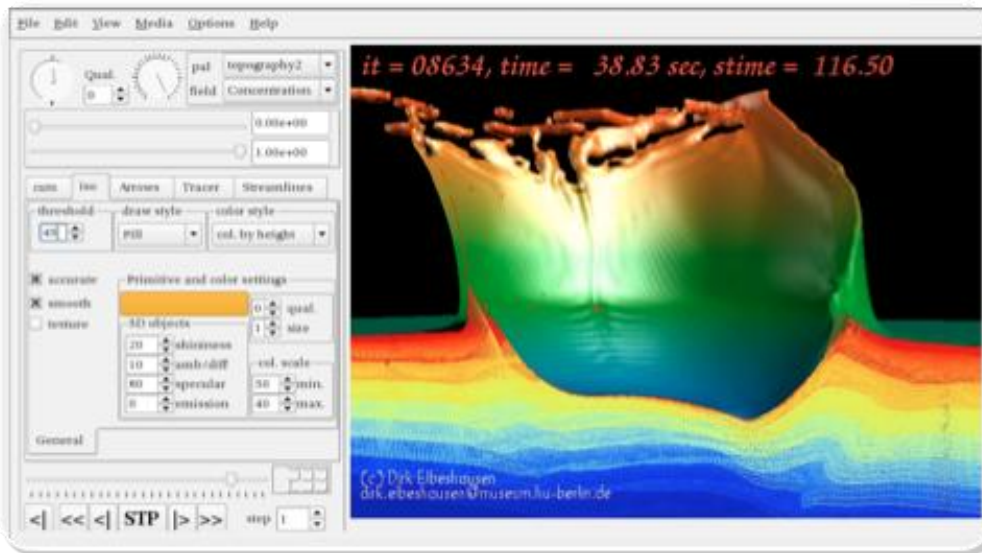 File Edit View Media Options Help
it = 08634, time = 38.83 sec, stime = 116.50
Qual. pal topography2
0 field Concentration
0.00e+00
1.00e+00
cuts Iso Arrows Tracer Streamlines
threshold draw style color style
Fill col. by height
accurate Primitive and color settings
smooth 0 qual.
texture 3D objects 1 size
20 shininess
10 amb/diff col. scale
80 specular 50 min.
0 emission 40 max.
General
(c) Dirk Elbeshausen
dirk.elbeshausen@museum.hu-berlin.de
<| << <| STP |> >> step 1